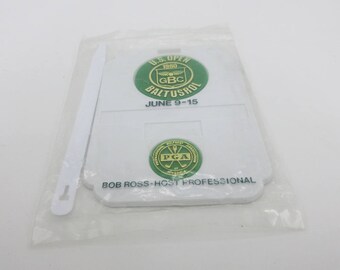 U.S. OPEN
GBC
BALTUSROL
JUNE 9-15
PGA
BOB ROSS-HOST PROFESSIONAL